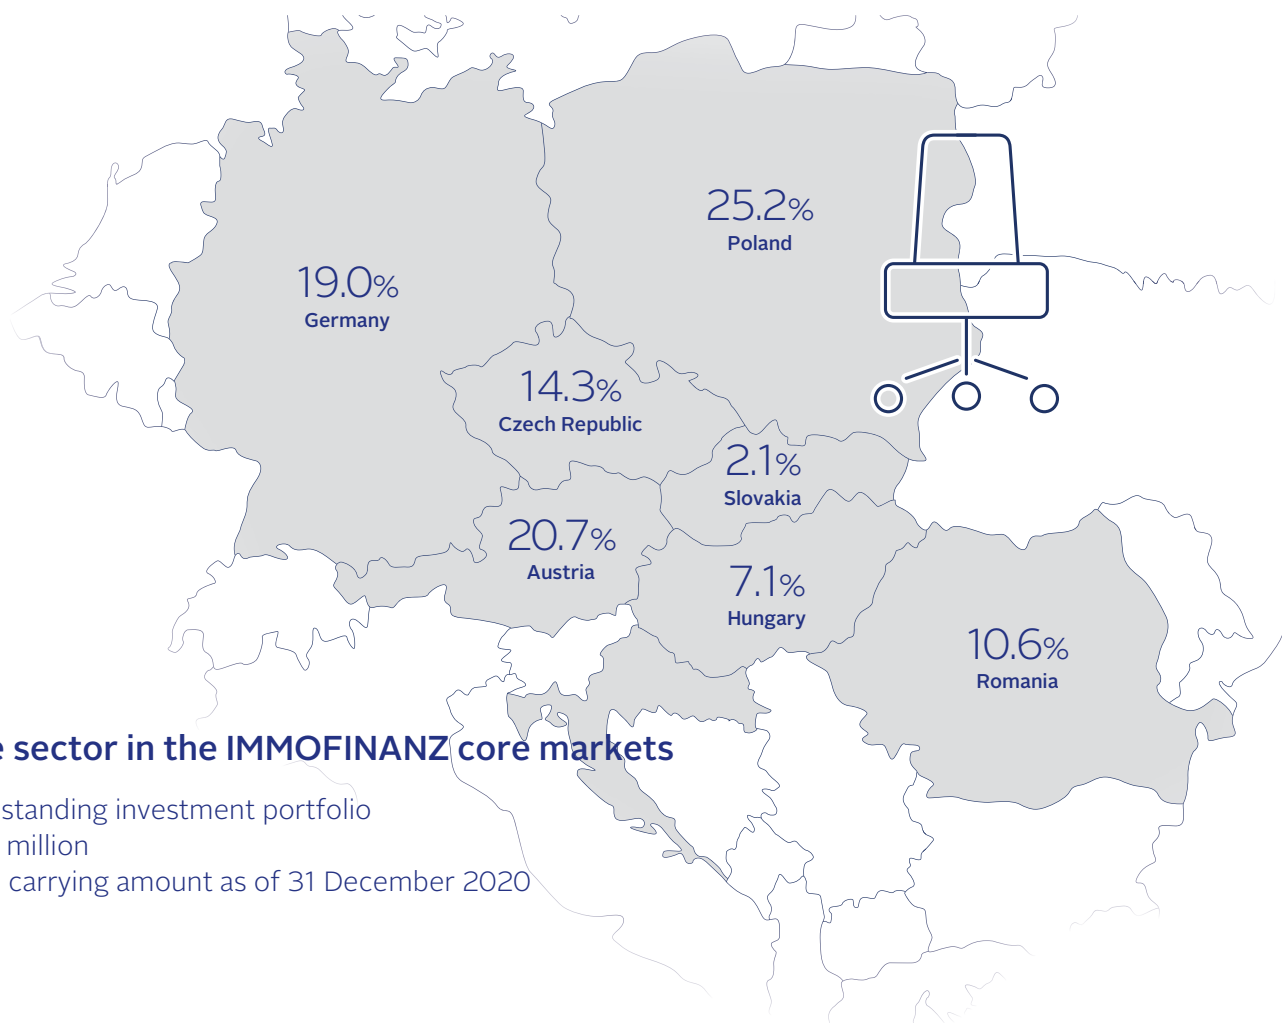 25.2%
Poland
19.0%
Germany
14.3%
Czech Republic
2.1%
Slovakia
20.7%
Austria
7.1%
Hungary
10.6%
Romania
sector in the IMMOFINANZ core markets
standing investment portfolio
million
carrying amount as of 31 December 2020